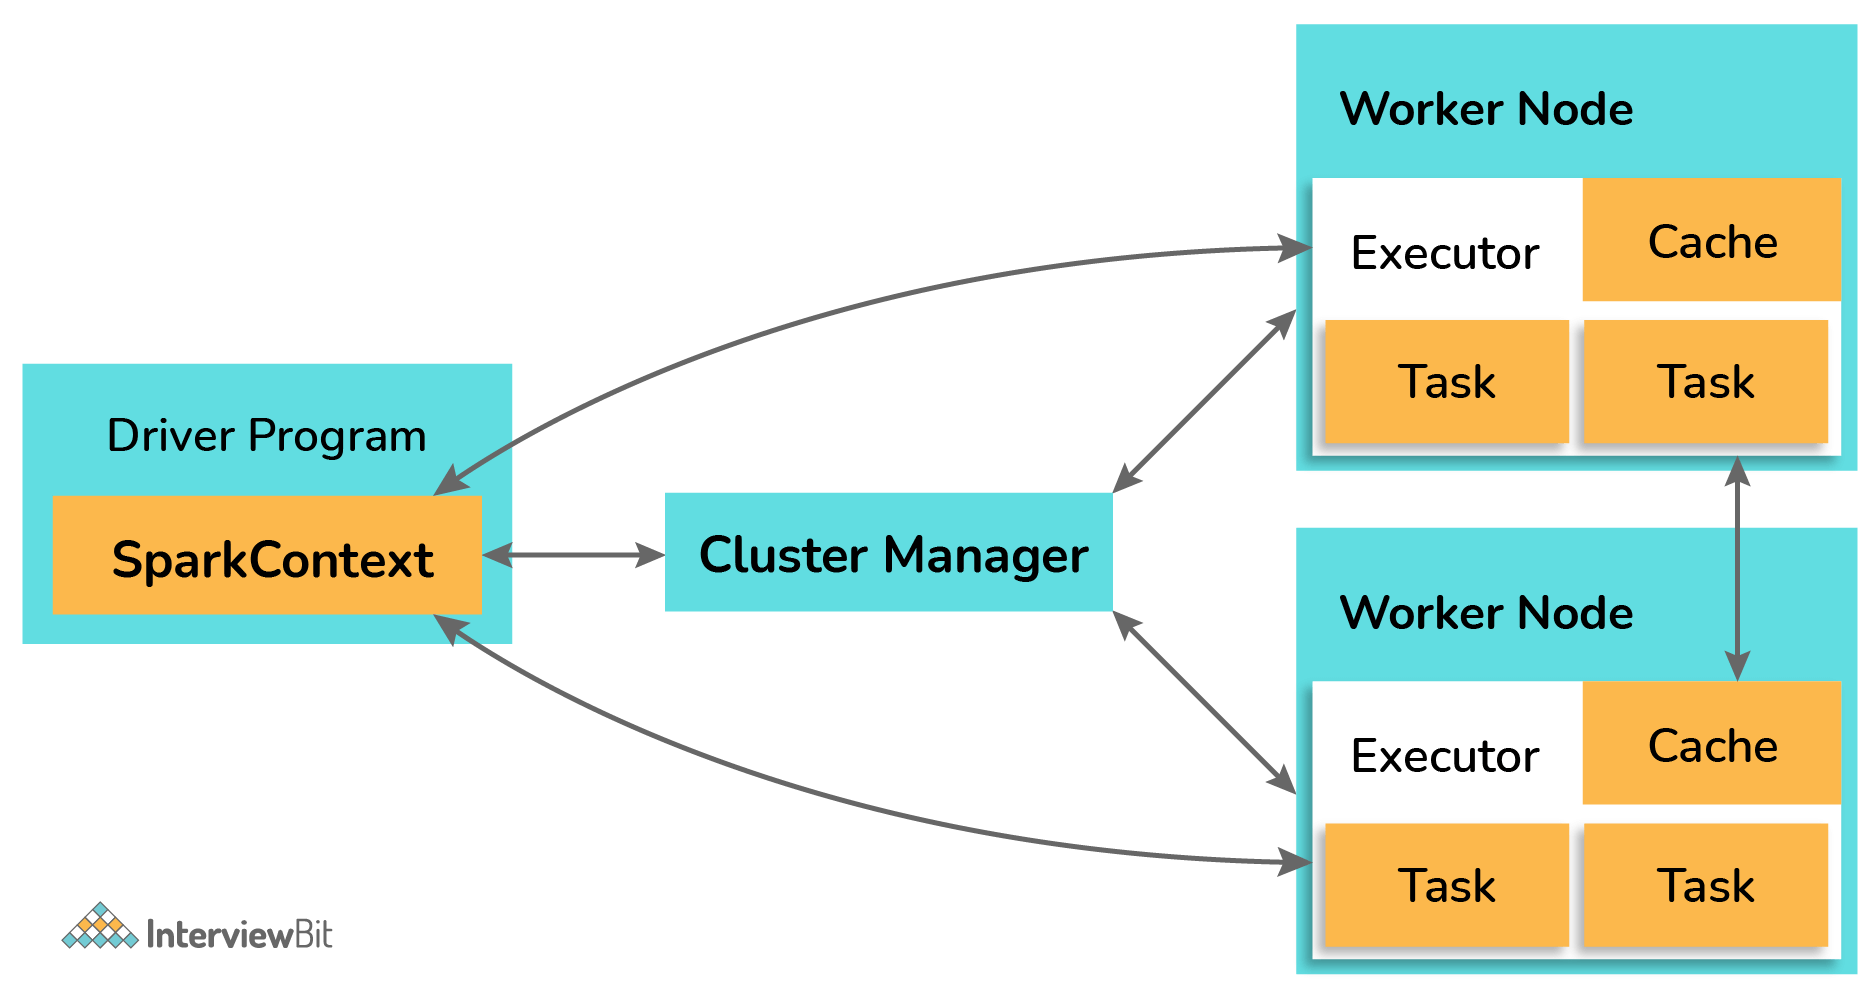 Worker Node
Executor
Cache
Task
Task
Driver Program
SparkContext
Cluster Manager
Worker Node
Executor
Cache
Task
Task
InterviewBit